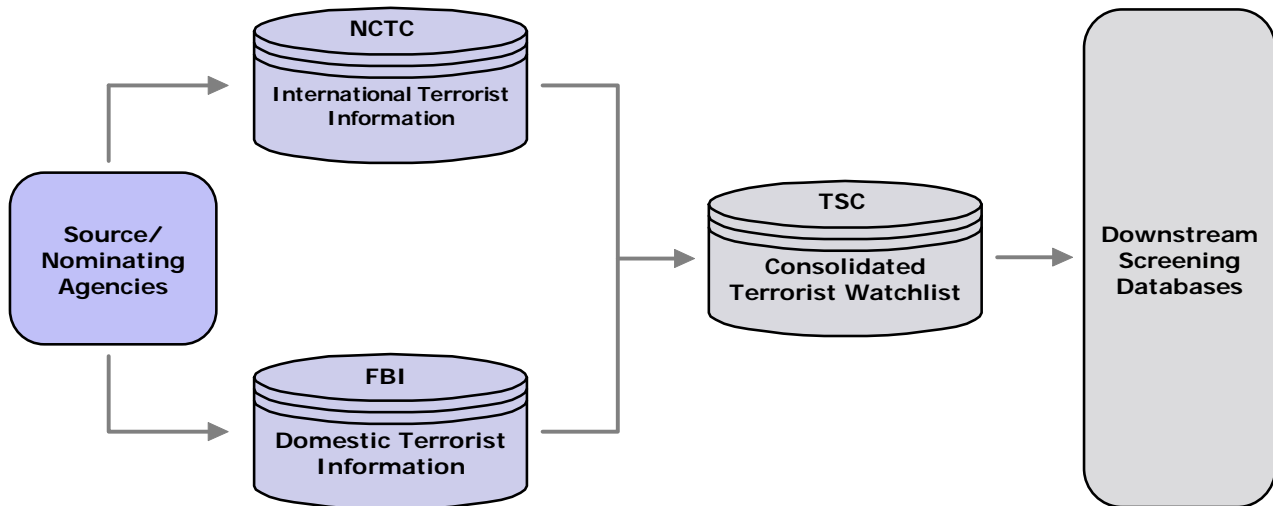 NCTC
International Terrorist
Information
Source/
Nominating
Agencies
TSC
Consolidated
Terrorist Watchlist
Downstream
Screening
Databases
FBI
Domestic Terrorist
Information